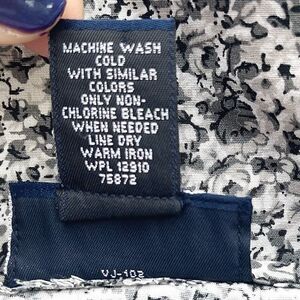 MACHINE WASH
COLD
WITH SIMILAR
COLORS
ONLY NON-
CHLORINE BLEACH
WHEN NEEDED
LINE DRY
WARM IRON
WPL 12910
75872
VJ-103